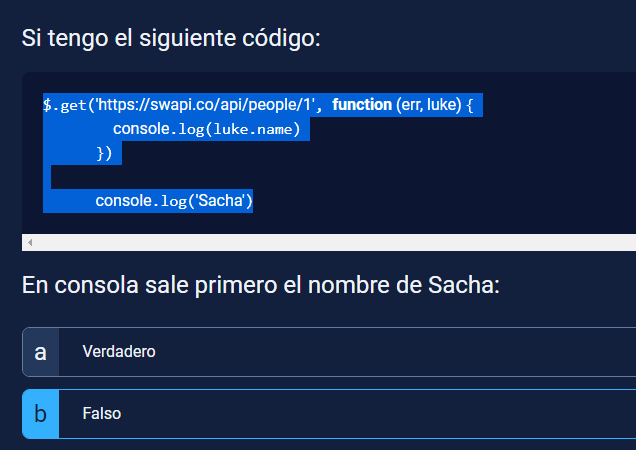 Si tengo el siguiente código:
$.get('https://swapi.co/api/people/1', function (err, luke) {
console.log(luke.name)
})
console.log('Sacha')
En consola sale primero el nombre de Sacha:
a Verdadero
b Falso